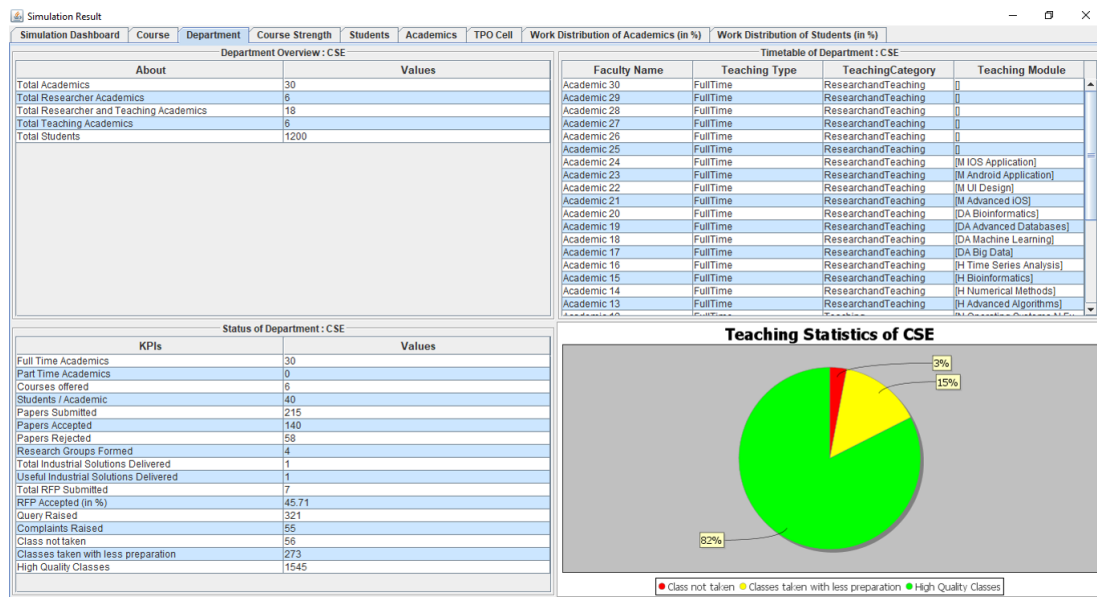 Simulation Result
Simulation Dashboard Course Department Course Strength Students Academics TPO Cell Work Distribution of Academics (in %) Work Distribution of Students (in %)
Department Overview : CSE
About Values
Total Academics 30
Total Researcher Academics 6
Total Researcher and Teaching Academics 18
Total Teaching Academics 6
Total Students 1200
Timetable of Department : CSE
Faculty Name Teaching Type TeachingCategory Teaching Module
Academic 30 FullTime ResearchandTeaching []
Academic 29 FullTime ResearchandTeaching []
Academic 28 FullTime ResearchandTeaching []
Academic 27 FullTime ResearchandTeaching []
Academic 26 FullTime ResearchandTeaching []
Academic 25 FullTime ResearchandTeaching []
Academic 24 FullTime ResearchandTeaching [M IOS Application]
Academic 23 FullTime ResearchandTeaching [M Android Application]
Academic 22 FullTime ResearchandTeaching [M UI Design]
Academic 21 FullTime ResearchandTeaching [M Advanced iOS]
Academic 20 FullTime ResearchandTeaching [DA Bioinformatics]
Academic 19 FullTime ResearchandTeaching [DA Advanced Databases]
Academic 18 FullTime ResearchandTeaching [DA Machine Learning]
Academic 17 FullTime ResearchandTeaching [DA Big Data]
Academic 16 FullTime ResearchandTeaching [H Time Series Analysis]
Academic 15 FullTime ResearchandTeaching [H Bioinformatics]
Academic 14 FullTime ResearchandTeaching [H Numerical Methods]
Academic 13 FullTime ResearchandTeaching [H Advanced Algorithms]
Status of Department : CSE
KPIs Values
Full Time Academics 30
Part Time Academics 0
Courses offered 6
Students / Academic 40
Papers Submitted 215
Papers Accepted 140
Papers Rejected 58
Research Groups Formed 4
Total Industrial Solutions Delivered 1
Useful Industrial Solutions Delivered 1
Total RFP Submitted 7
RFP Accepted (in %) 45.71
Query Raised 321
Complaints Raised 55
Class not taken 56
Classes taken with less preparation 273
High Quality Classes 1545
Teaching Statistics of CSE
3%
15%
82%
Class not taken Classes taken with less preparation High Quality Classes